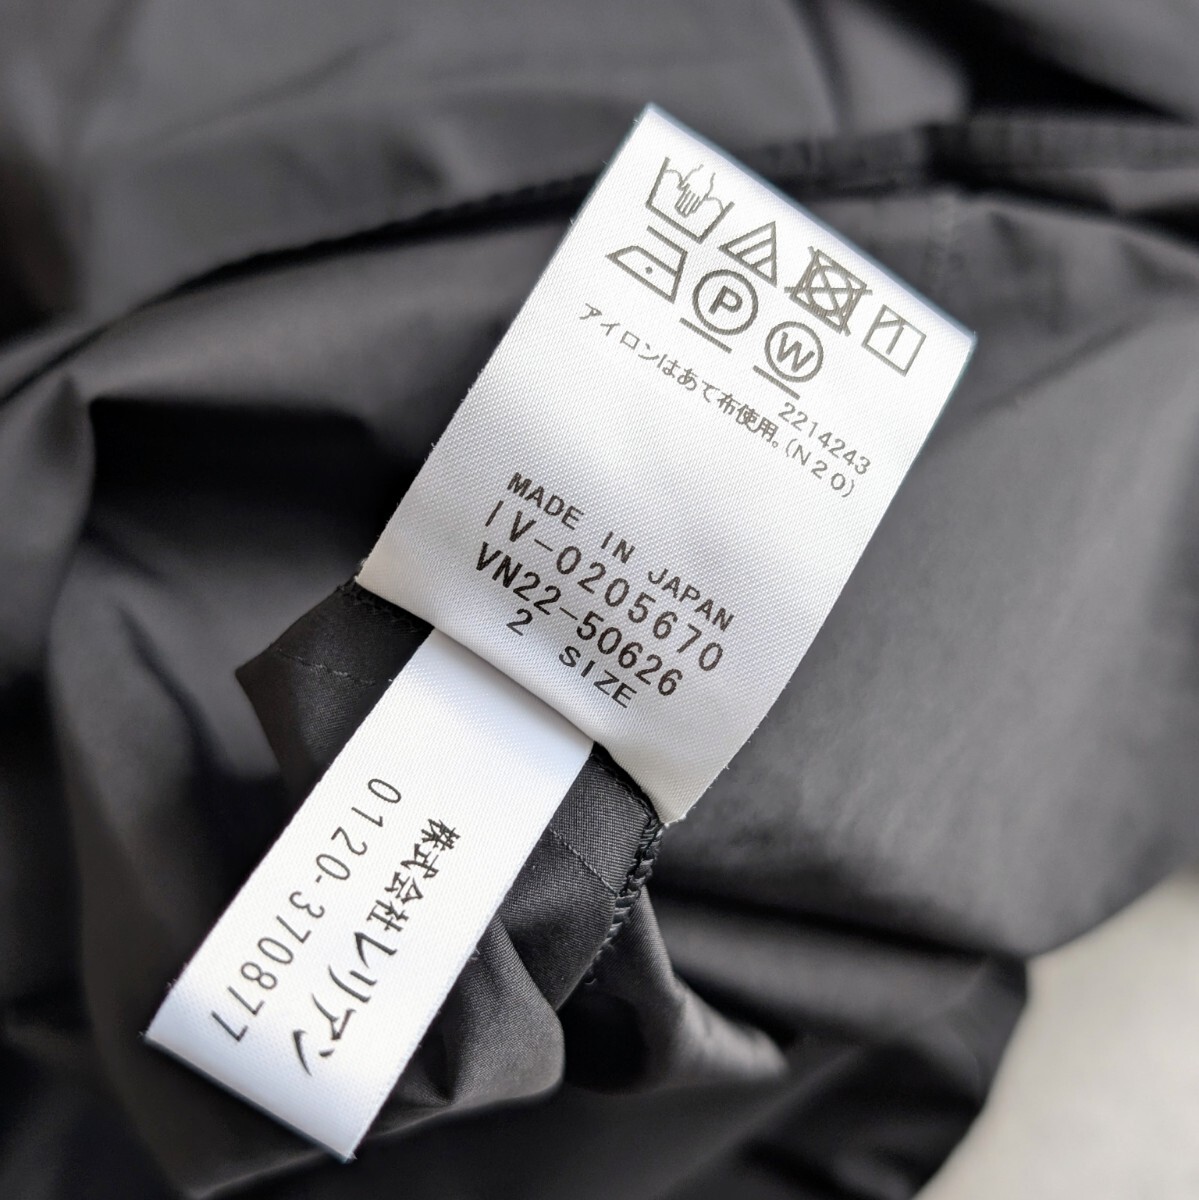 P
W
2214243
アイロンはあて布使用。(N20)
MADE IN JAPAN
IV-0205670
VN22-50626
2 SIZE
株式会社レリアン
0120-370877